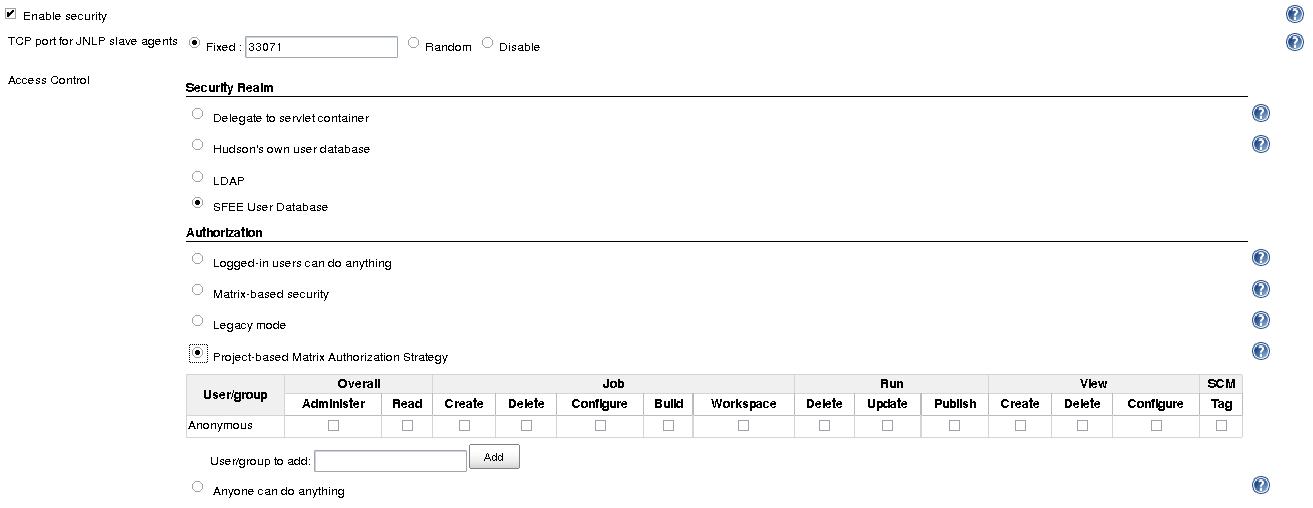 Enable security
TCP port for JNLP slave agents Fixed : 33071 Random Disable
Access Control
Security Realm
Delegate to servlet container
Hudson's own user database
LDAP
SFEE User Database
Authorization
Logged-in users can do anything
Matrix-based security
Legacy mode
Project-based Matrix Authorization Strategy
User/group Overall Job Run View SCM
Administer Read Create Delete Configure Build Workspace Delete Update Publish Create Delete Configure Tag
Anonymous
User/group to add: Add
Anyone can do anything